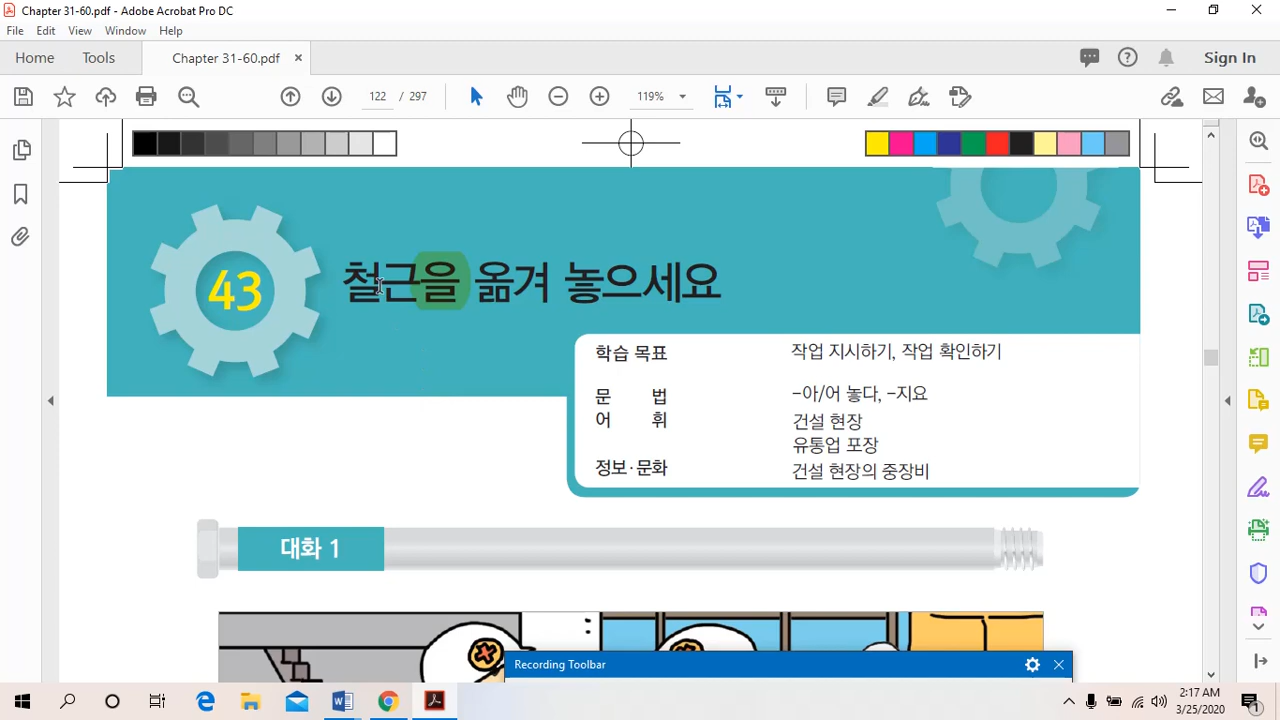 Chapter 31-60.pdf - Adobe Acrobat Pro DC
File Edit View Window Help
Home Tools Chapter 31-60.pdf × Sign In
122 / 297 119%
43 철근을 옮겨 놓으세요
학습 목표 작업 지시하기, 작업 확인하기
문 법 -아/어 놓다, -지요
어 휘 건설 현장
유통업 포장
정보·문화 건설 현장의 중장비
대화 1
Recording Toolbar
2:17 AM
3/25/2020